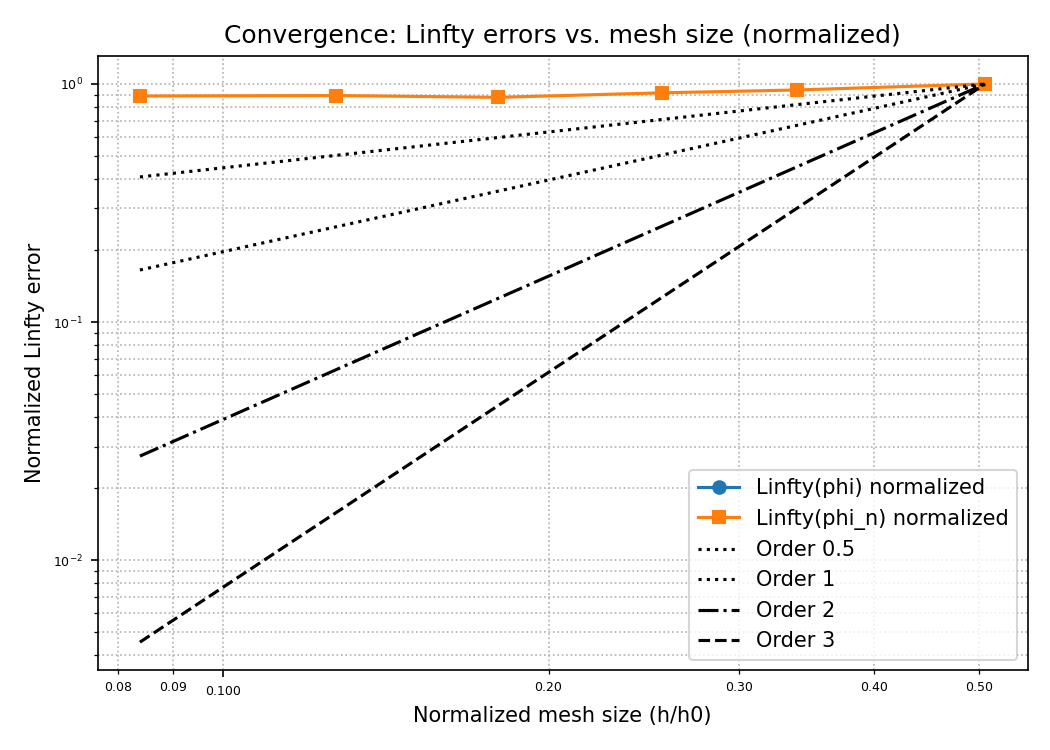 Convergence: Linfty errors vs. mesh size (normalized)
Normalized Linfty error
10⁰
10⁻¹
10⁻²
Linfty(phi) normalized
Linfty(phi_n) normalized
Order 0.5
Order 1
Order 2
Order 3
0.08
0.09
0.100
0.20
0.30
0.40
0.50
Normalized mesh size (h/h0)